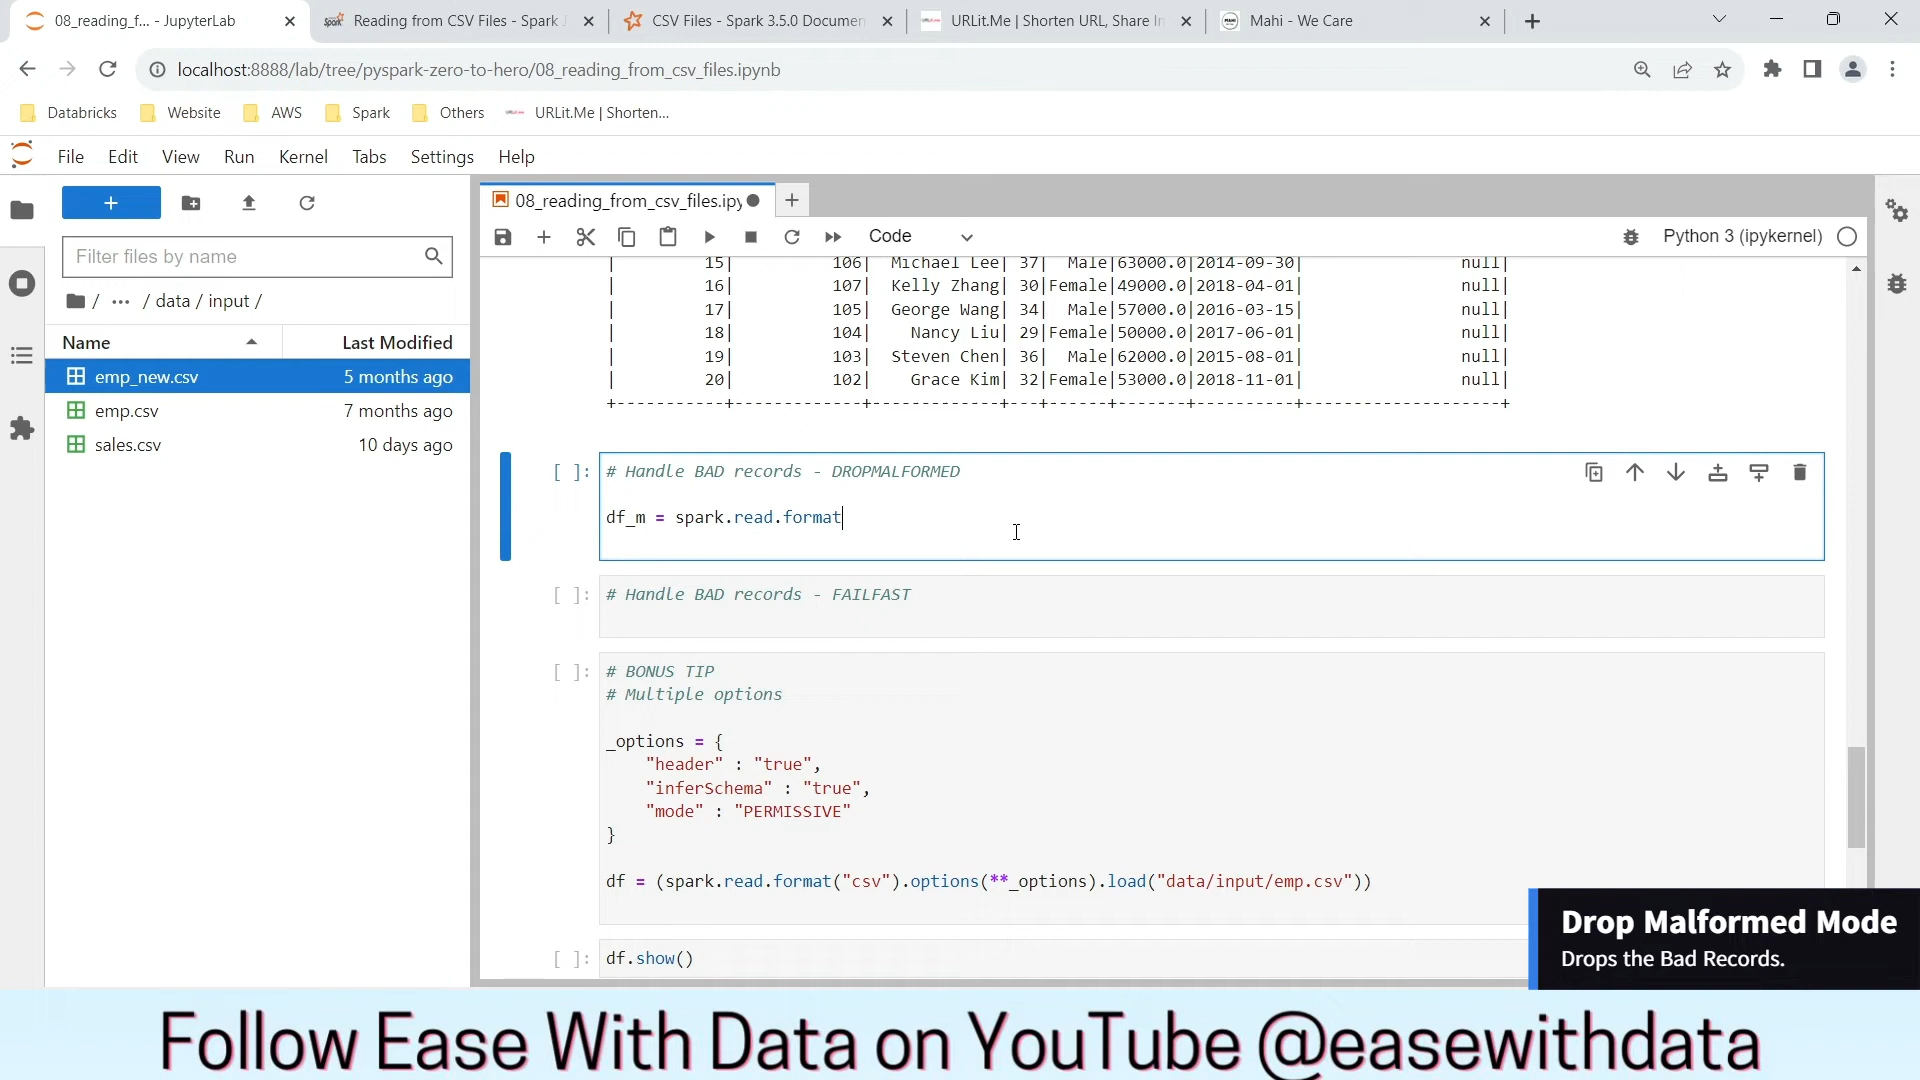 08_reading_f... - JupyterLab
Reading from CSV Files - Spark J
CSV Files - Spark 3.5.0 Documen
URLit.Me | Shorten URL, Share In
Mahi - We Care
localhost:8888/lab/tree/pyspark-zero-to-hero/08_reading_from_csv_files.ipynb
Databricks Website AWS Spark Others URLit.Me | Shorten...
File Edit View Run Kernel Tabs Settings Help
08_reading_from_csv_files.ipy
Code
Python 3 (ipykernel)
Filter files by name
/ ... / data / input /
Name Last Modified
emp_new.csv 5 months ago
emp.csv 7 months ago
sales.csv 10 days ago
| 15| 106| Michael Lee| 37| Male|63000.0|2014-09-30| null|
| 16| 107| Kelly Zhang| 30|Female|49000.0|2018-04-01| null|
| 17| 105| George Wang| 34| Male|57000.0|2016-03-15| null|
| 18| 104| Nancy Liu| 29|Female|50000.0|2017-06-01| null|
| 19| 103| Steven Chen| 36| Male|62000.0|2015-08-01| null|
| 20| 102| Grace Kim| 32|Female|53000.0|2018-11-01| null|
+-----------+-------------+-------------+---+------+-------+----------+--------------------+
[ ]: # Handle BAD records - DROPMALFORMED
df_m = spark.read.format
[ ]: # Handle BAD records - FAILFAST
[ ]: # BONUS TIP
# Multiple options
_options = {
"header" : "true",
"inferSchema" : "true",
"mode" : "PERMISSIVE"
}
df = (spark.read.format("csv").options(**_options).load("data/input/emp.csv"))
[ ]: df.show()
Drop Malformed Mode
Drops the Bad Records.
Follow Ease With Data on YouTube @easewithdata